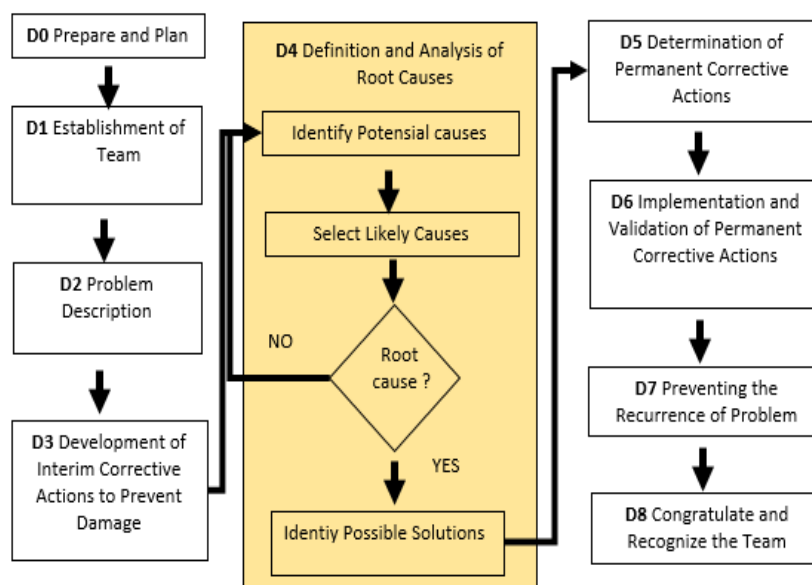 D0 Prepare and Plan
D1 Establishment of
Team
D2 Problem
Description
D3 Development of
Interim Corrective
Actions to Prevent
Damage
D4 Definition and Analysis of
Root Causes
Identify Potensial causes
Select Likely Causes
NO
Root
cause ?
YES
Identiy Possible Solutions
D5 Determination of
Permanent Corrective
Actions
D6 Implementation and
Validation of Permanent
Corrective Actions
D7 Preventing the
Recurrence of Problem
D8 Congratulate and
Recognize the Team